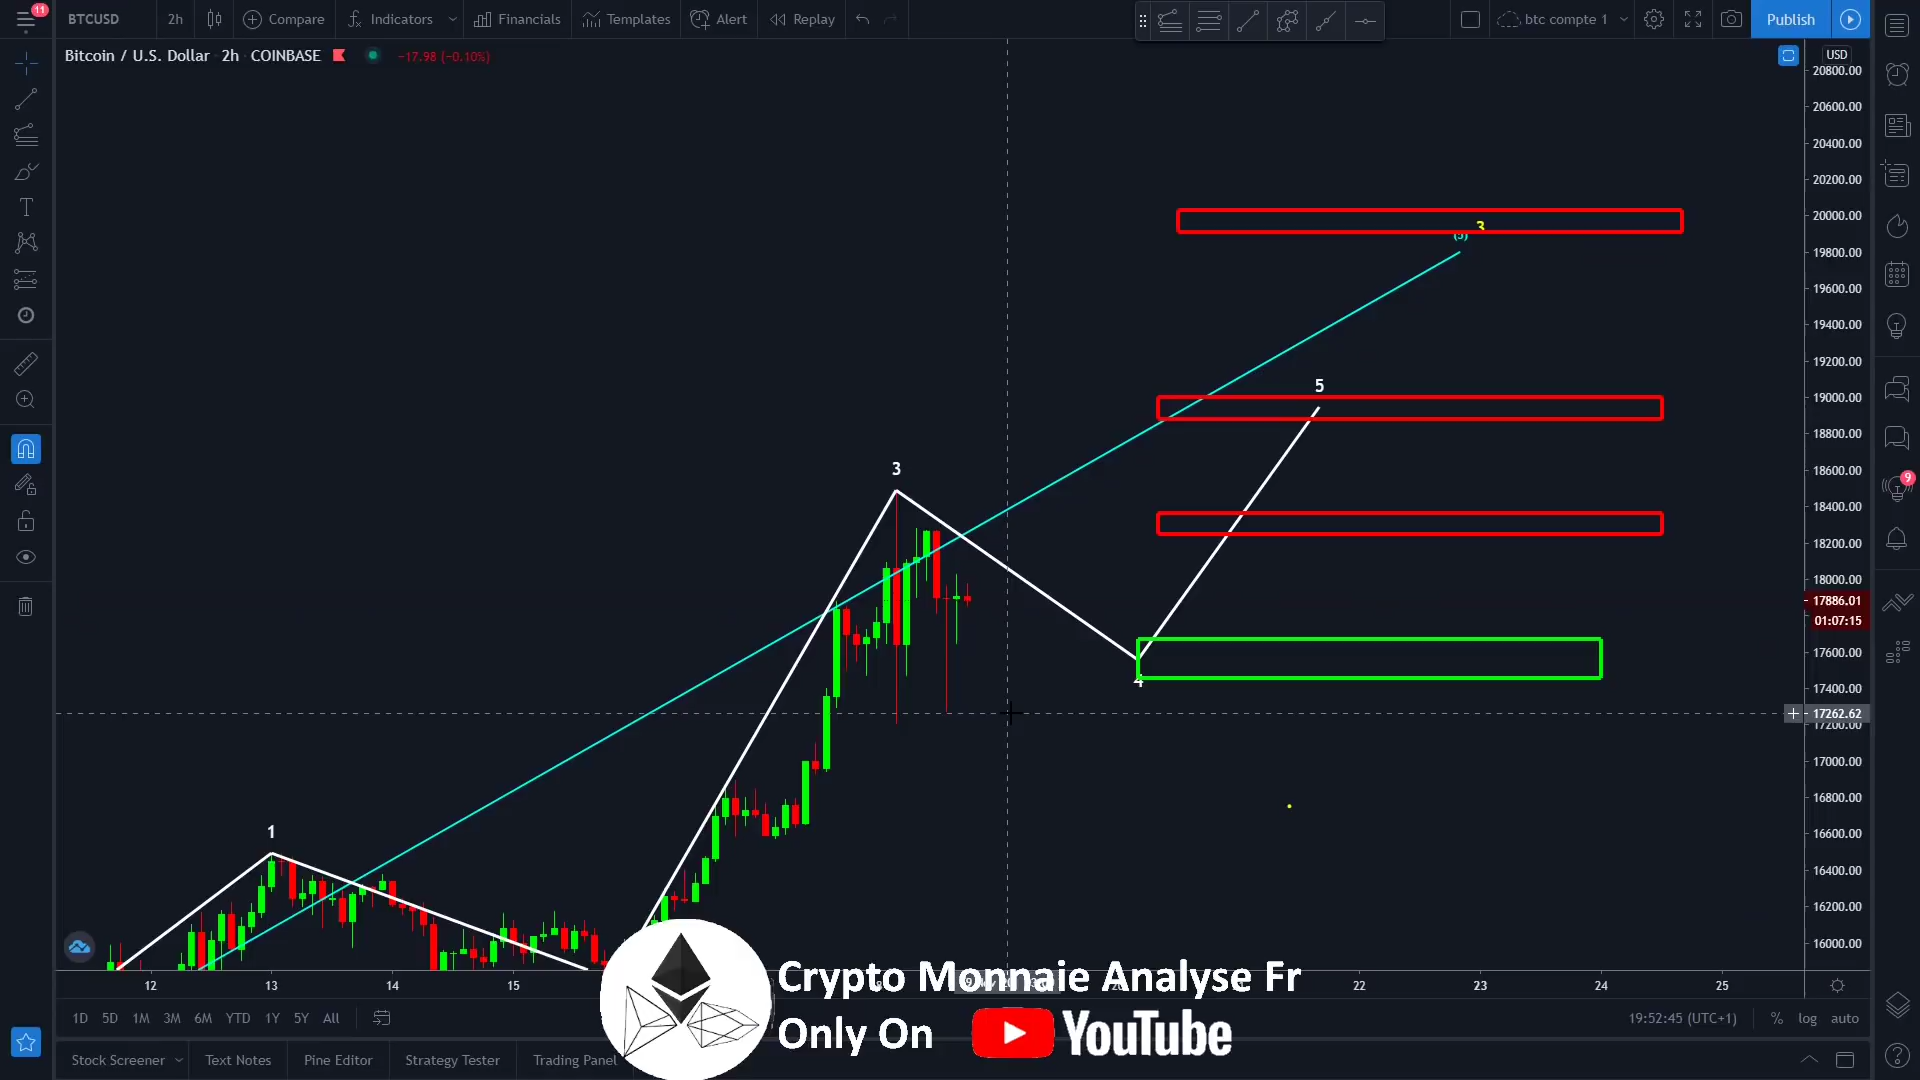 11
BTCUSD
2h
Compare
Indicators
Financials
Templates
Alert
Replay
btc compte 1
Publish
Bitcoin / U.S. Dollar 2h COINBASE
−17.98 (−0.10%)
USD
20800.00
20600.00
20400.00
20200.00
20000.00
19800.00
19600.00
19400.00
19200.00
19000.00
18800.00
18600.00
18400.00
18200.00
18000.00
17886.01
01:07:15
17600.00
17400.00
17262.62
17200.00
17000.00
16800.00
16600.00
16400.00
16200.00
16000.00
9
3
5
3
4
1
12
13
14
15
22
23
24
25
1D 5D 1M 3M 6M YTD 1Y 5Y All
19:52:45 (UTC+1)
%
log
auto
Stock Screener
Text Notes
Pine Editor
Strategy Tester
Trading Panel
Crypto Monnaie Analyse Fr
Only On YouTube